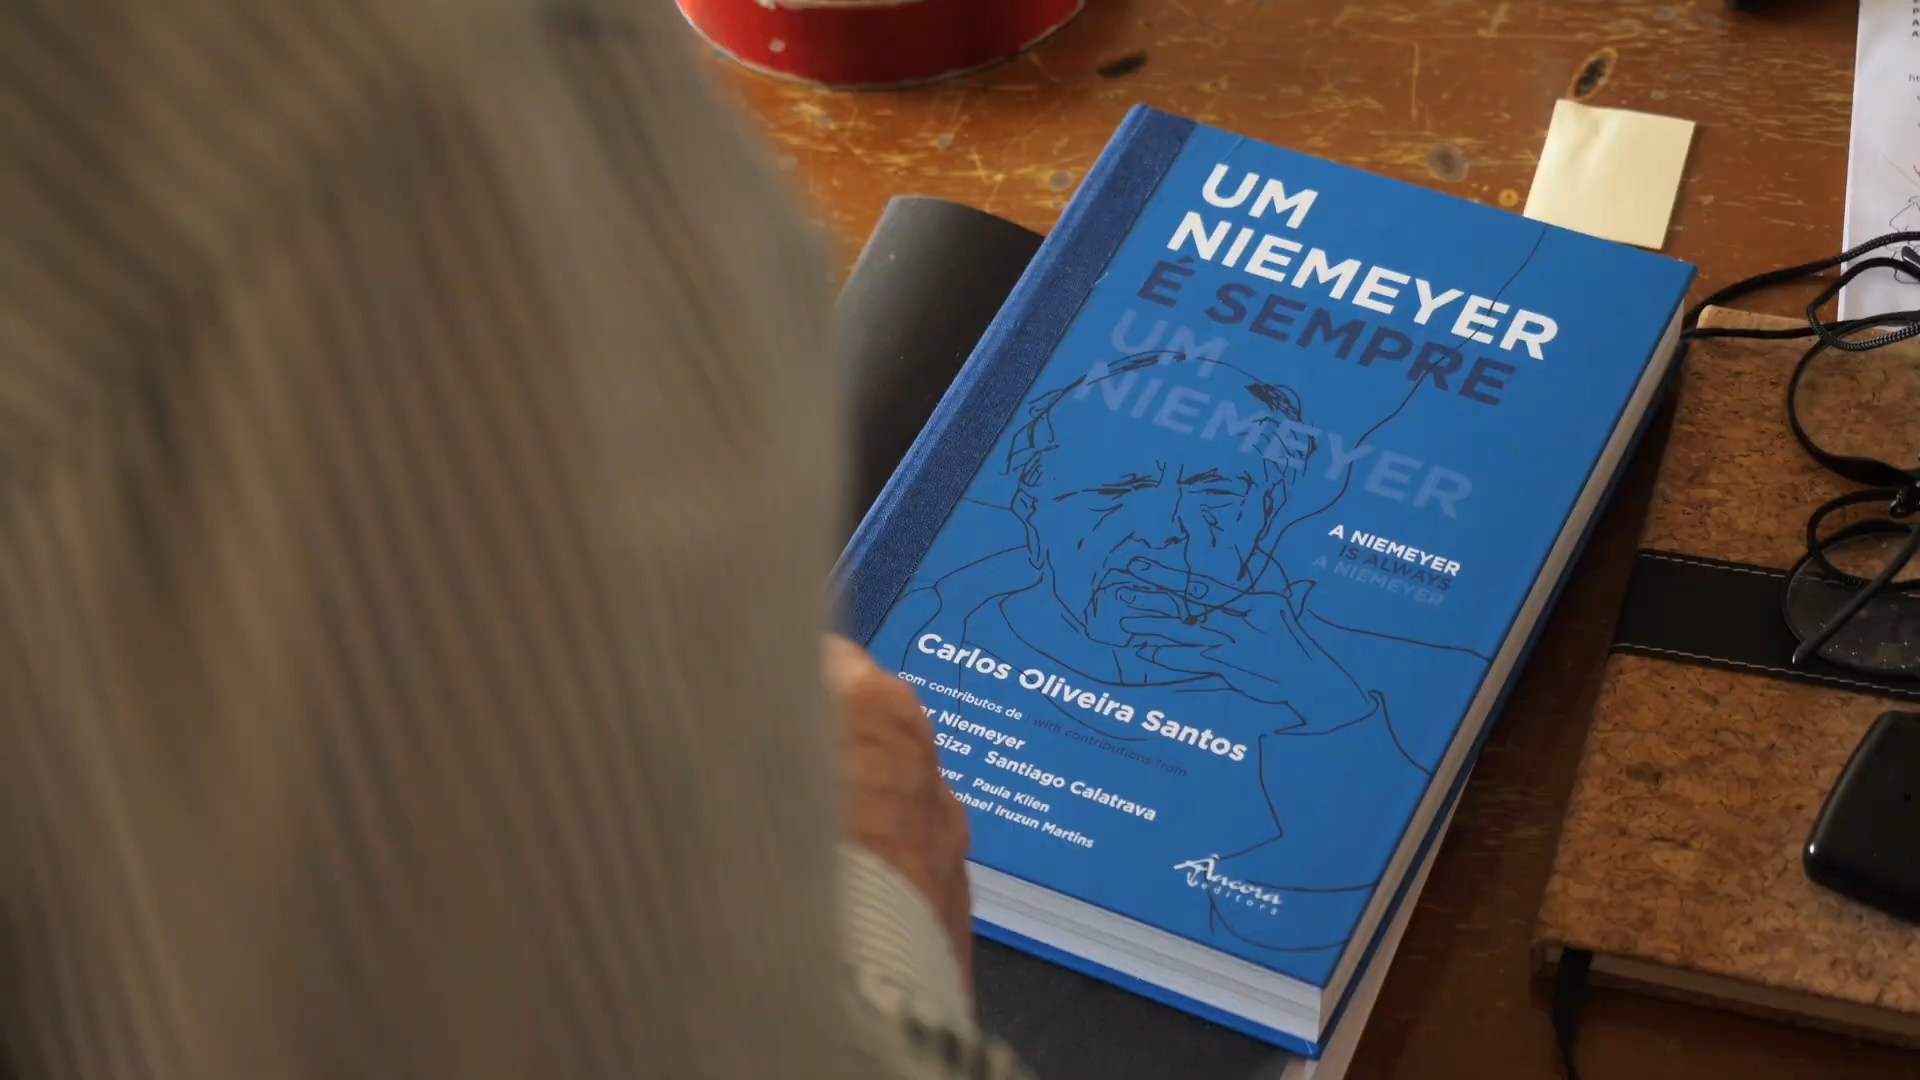 UM
NIEMEYER
É SEMPRE
UM
NIEMEYER
A NIEMEYER
IS ALWAYS
A NIEMEYER
Carlos Oliveira Santos
com contributos de | with contributions from
Niemeyer
Siza Santiago Calatrava
Paula Klien
Iruzun Martins
Âncora
editora